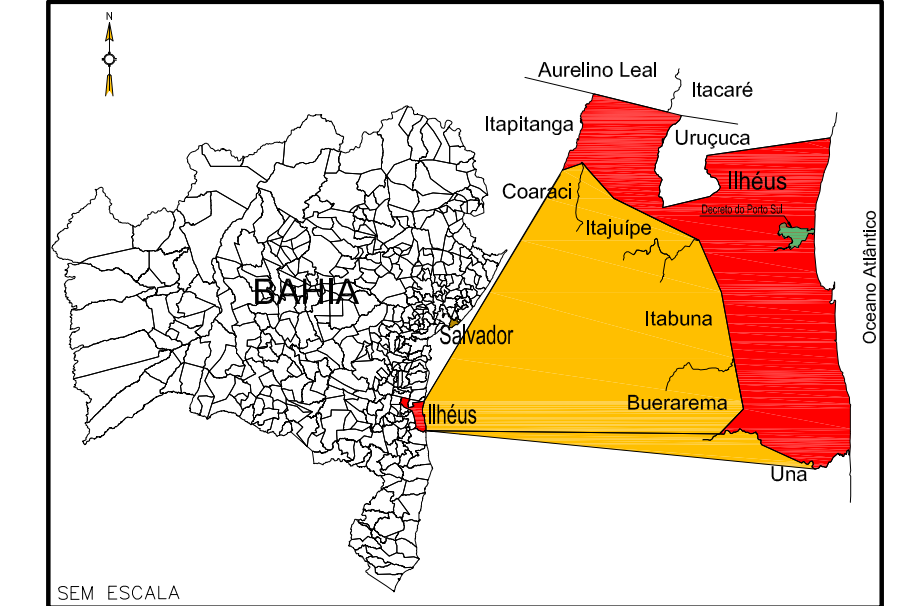 N
Aurelino Leal
Itacaré
Itapitanga
Uruçuca
Coaraci
Ilhéus
Decreto do Porto Sul
Itajuípe
Oceano Atlântico
BAHIA
Itabuna
Salvador
Buerarema
Ilhéus
Una
SEM ESCALA